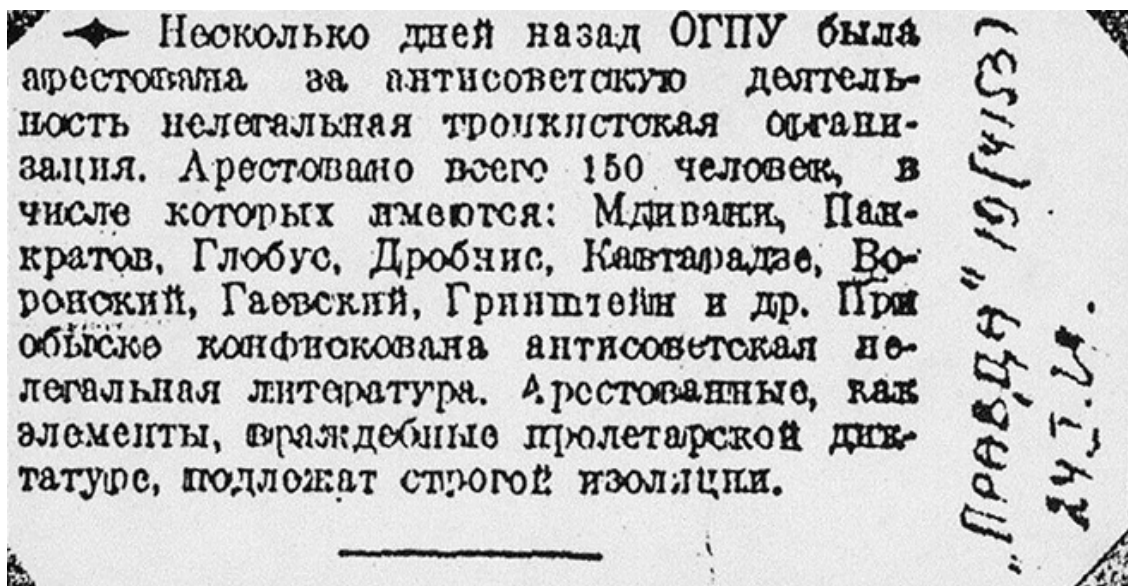 Несколько дней назад ОГПУ была
арестована за антисоветскую деятель-
ность нелегальная троцкистская органи-
зация. Арестовано всего 150 человек, в
числе которых имеются: Мдивани, Пан-
кратов, Глобус, Дробнис, Кавтарадзе, Во-
ронский, Гаевский, Гринштейн и др. При
обыске конфискована антисоветская не-
легальная литература. Арестованные, как
элементы, враждебные пролетарской дик-
татуре, подлежат строгой изоляции.
„ПРАВДА" 19(4153)
24.I.